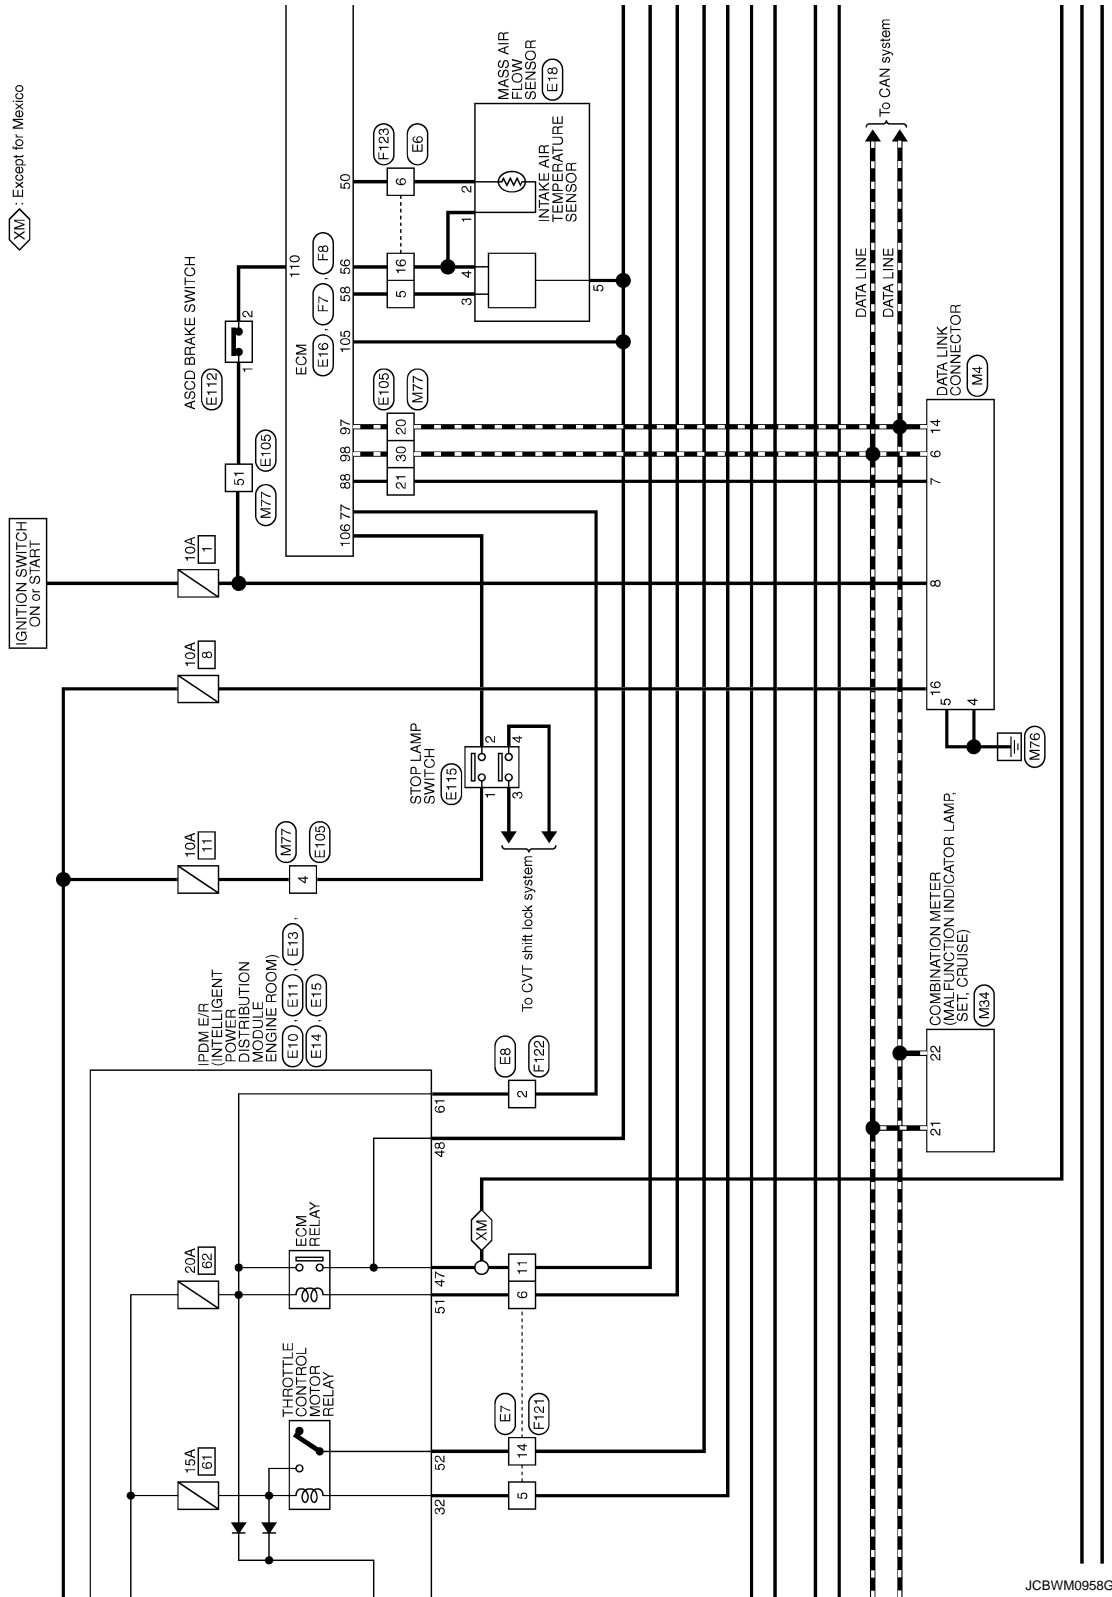 XM : Except for Mexico
IGNITION SWITCH
ON or START
10A
1
10A
8
10A
11
M77
E105
4
M77
E105
51
ASCD BRAKE SWITCH
E112
1
2
110
ECM
E16 , F7 , F8
106
77
88
98
97
105
58
56
50
E105
M77
21
30
20
F123
E6
5
16
6
MASS AIR
FLOW
SENSOR
E18
INTAKE AIR
TEMPERATURE
SENSOR
3
4
1
2
5
STOP LAMP
SWITCH
E115
1
2
3
4
To CVT shift lock system
To CAN system
DATA LINE
DATA LINE
DATA LINK
CONNECTOR
M4
16
8
7
6
14
5
4
M76
COMBINATION METER
(MALFUNCTION INDICATOR LAMP,
SET, CRUISE)
M34
21
22
IPDM E/R
(INTELLIGENT
POWER
DISTRIBUTION
MODULE
ENGINE ROOM)
E10 , E11 , E13 ,
E14 , E15
15A
61
20A
62
THROTTLE
CONTROL
MOTOR
RELAY
ECM
RELAY
32
52
51
47
48
61
E7
F121
5
14
6
11
XM
E8
F122
2
JCBWM0958G